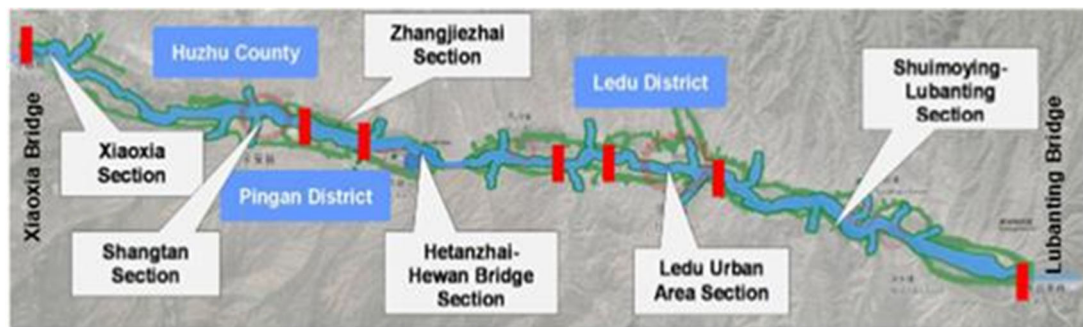 Huzhu County
Zhangjiezhai
Section
Ledu District
Shuimoying-
Lubanting
Section
Xiaoxia Bridge
Xiaoxia
Section
Pingan District
Shangtan
Section
Hetanzhai-
Hewan Bridge
Section
Ledu Urban
Area Section
Lubanting Bridge